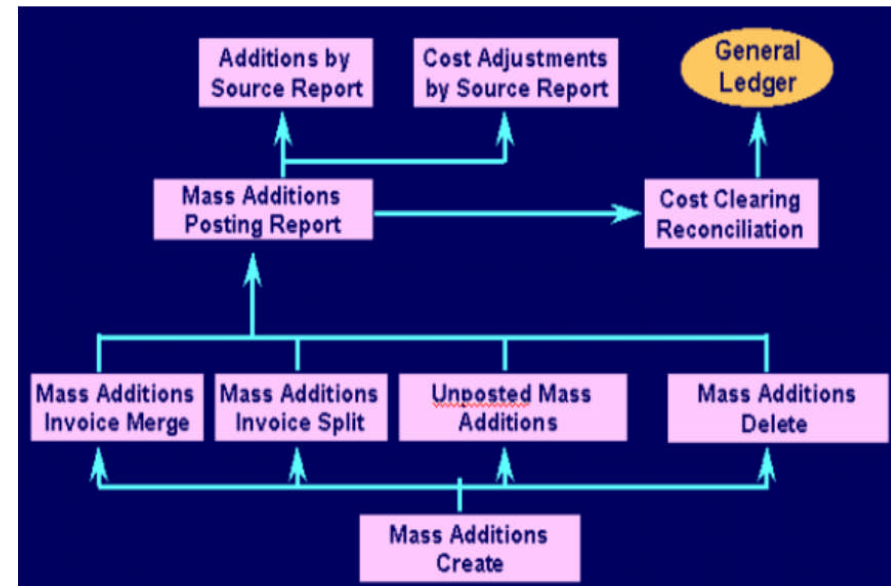 Additions by
Source Report
Cost Adjustments
by Source Report
General
Ledger
Mass Additions
Posting Report
Cost Clearing
Reconciliation
Mass Additions
Invoice Merge
Mass Additions
Invoice Split
Unposted Mass
Additions
Mass Additions
Delete
Mass Additions
Create